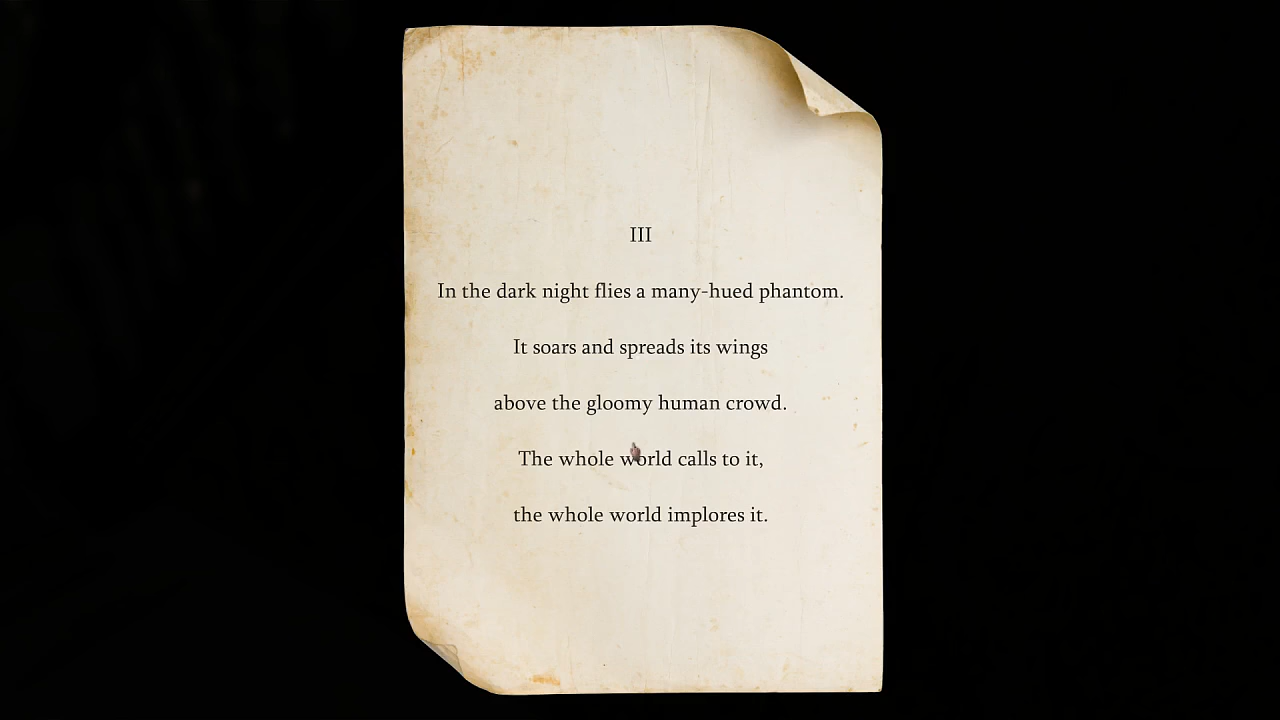 III
In the dark night flies a many-hued phantom.
It soars and spreads its wings
above the gloomy human crowd.
The whole world calls to it,
the whole world implores it.